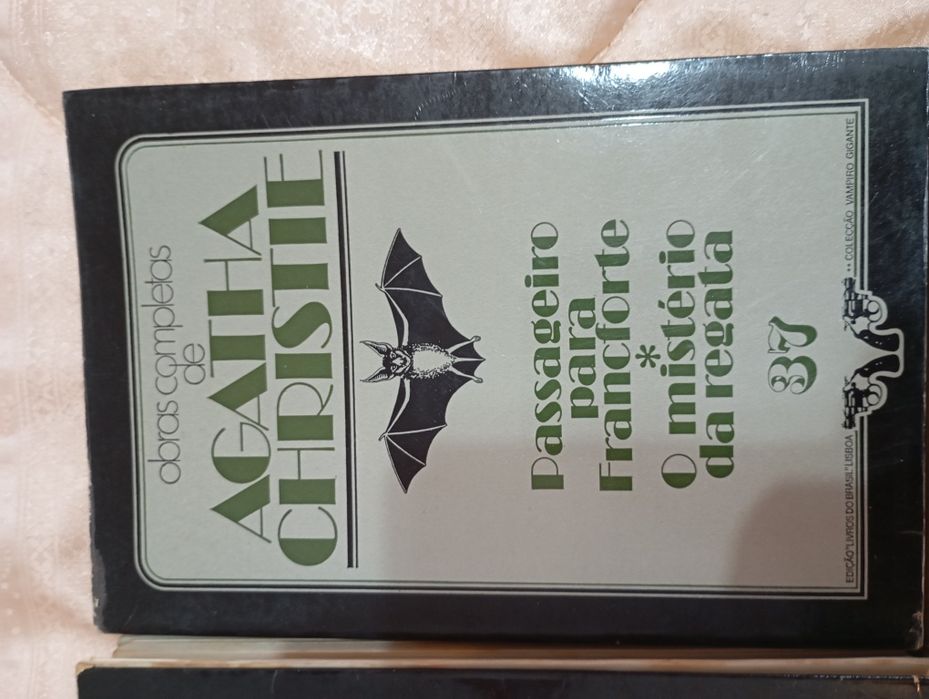 obras completas
de
AGATHA
CHRISTIE
Passageiro
para
Francforte
*
O mistério
da regata
37
EDIÇÃO "LIVROS DO BRASIL" LISBOA ** COLECÇÃO VAMPIRO GIGANTE